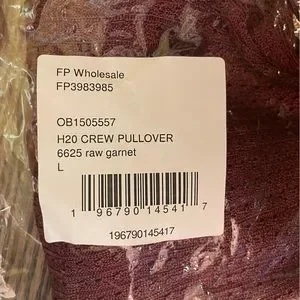 FP Wholesale
FP3983985
OB1505557
H20 CREW PULLOVER
6625 raw garnet
L
1 96790 14541 7
196790145417